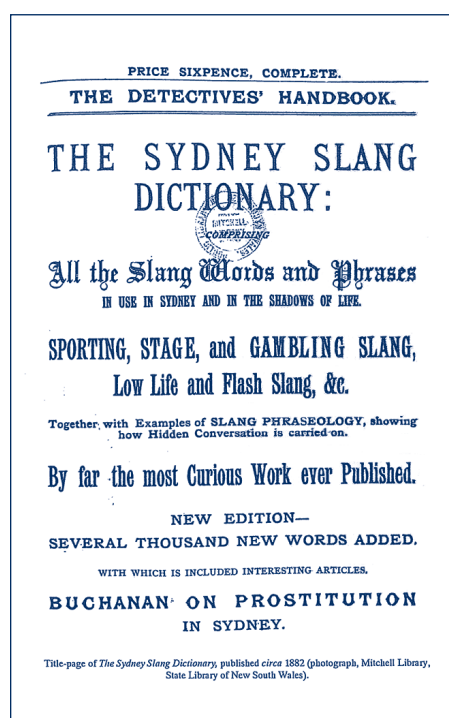 PRICE SIXPENCE, COMPLETE.
THE DETECTIVES' HANDBOOK.
THE SYDNEY SLANG
DICTIONARY:
MITCHELL
COMPRISING
All the Slang Words and Phrases
IN USE IN SYDNEY AND IN THE SHADOWS OF LIFE.
SPORTING, STAGE, and GAMBLING SLANG,
Low Life and Flash Slang, &c.
Together with Examples of SLANG PHRASEOLOGY, showing
how Hidden Conversation is carried on.
By far the most Curious Work ever Published.
NEW EDITION—
SEVERAL THOUSAND NEW WORDS ADDED.
WITH WHICH IS INCLUDED INTERESTING ARTICLES.
BUCHANAN ON PROSTITUTION
IN SYDNEY.
Title-page of The Sydney Slang Dictionary, published circa 1882 (photograph, Mitchell Library,
State Library of New South Wales).